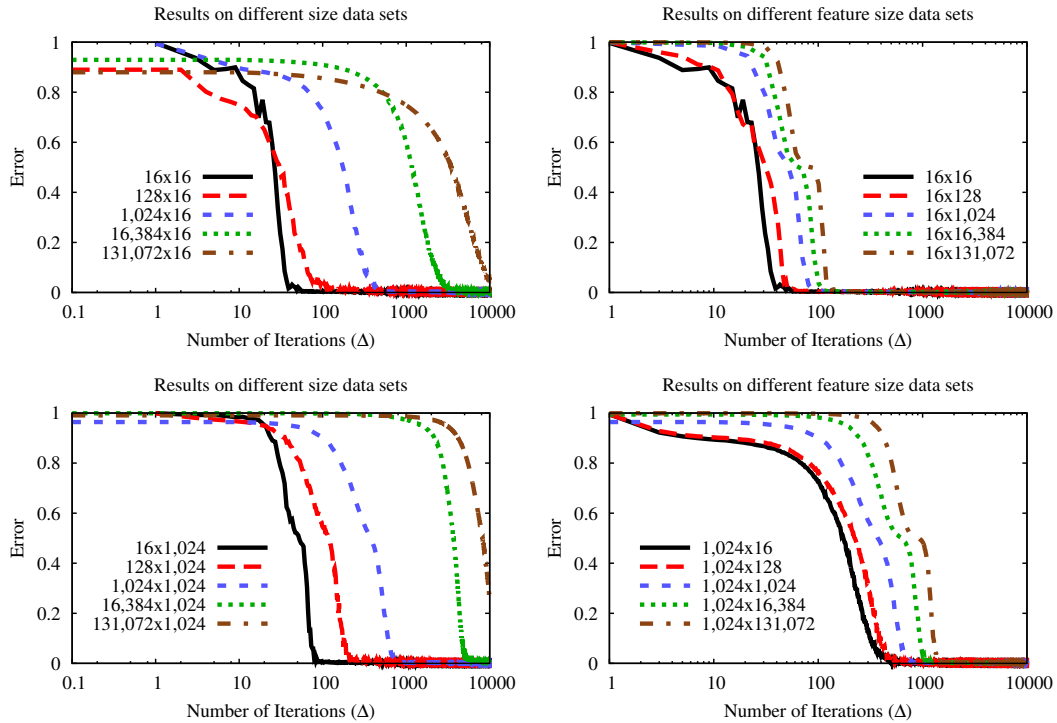 Results on different size data sets
1
0.8
0.6
0.4
0.2
0
Error
16x16
128x16
1,024x16
16,384x16
131,072x16
0.1
1
10
100
1000
10000
Number of Iterations (Δ)
Results on different feature size data sets
1
0.8
0.6
0.4
0.2
0
Error
16x16
16x128
16x1,024
16x16,384
16x131,072
1
10
100
1000
10000
Number of Iterations (Δ)
Results on different size data sets
1
0.8
0.6
0.4
0.2
0
Error
16x1,024
128x1,024
1,024x1,024
16,384x1,024
131,072x1,024
0.1
1
10
100
1000
10000
Number of Iterations (Δ)
Results on different feature size data sets
1
0.8
0.6
0.4
0.2
0
Error
1,024x16
1,024x128
1,024x1,024
1,024x16,384
1,024x131,072
1
10
100
1000
10000
Number of Iterations (Δ)